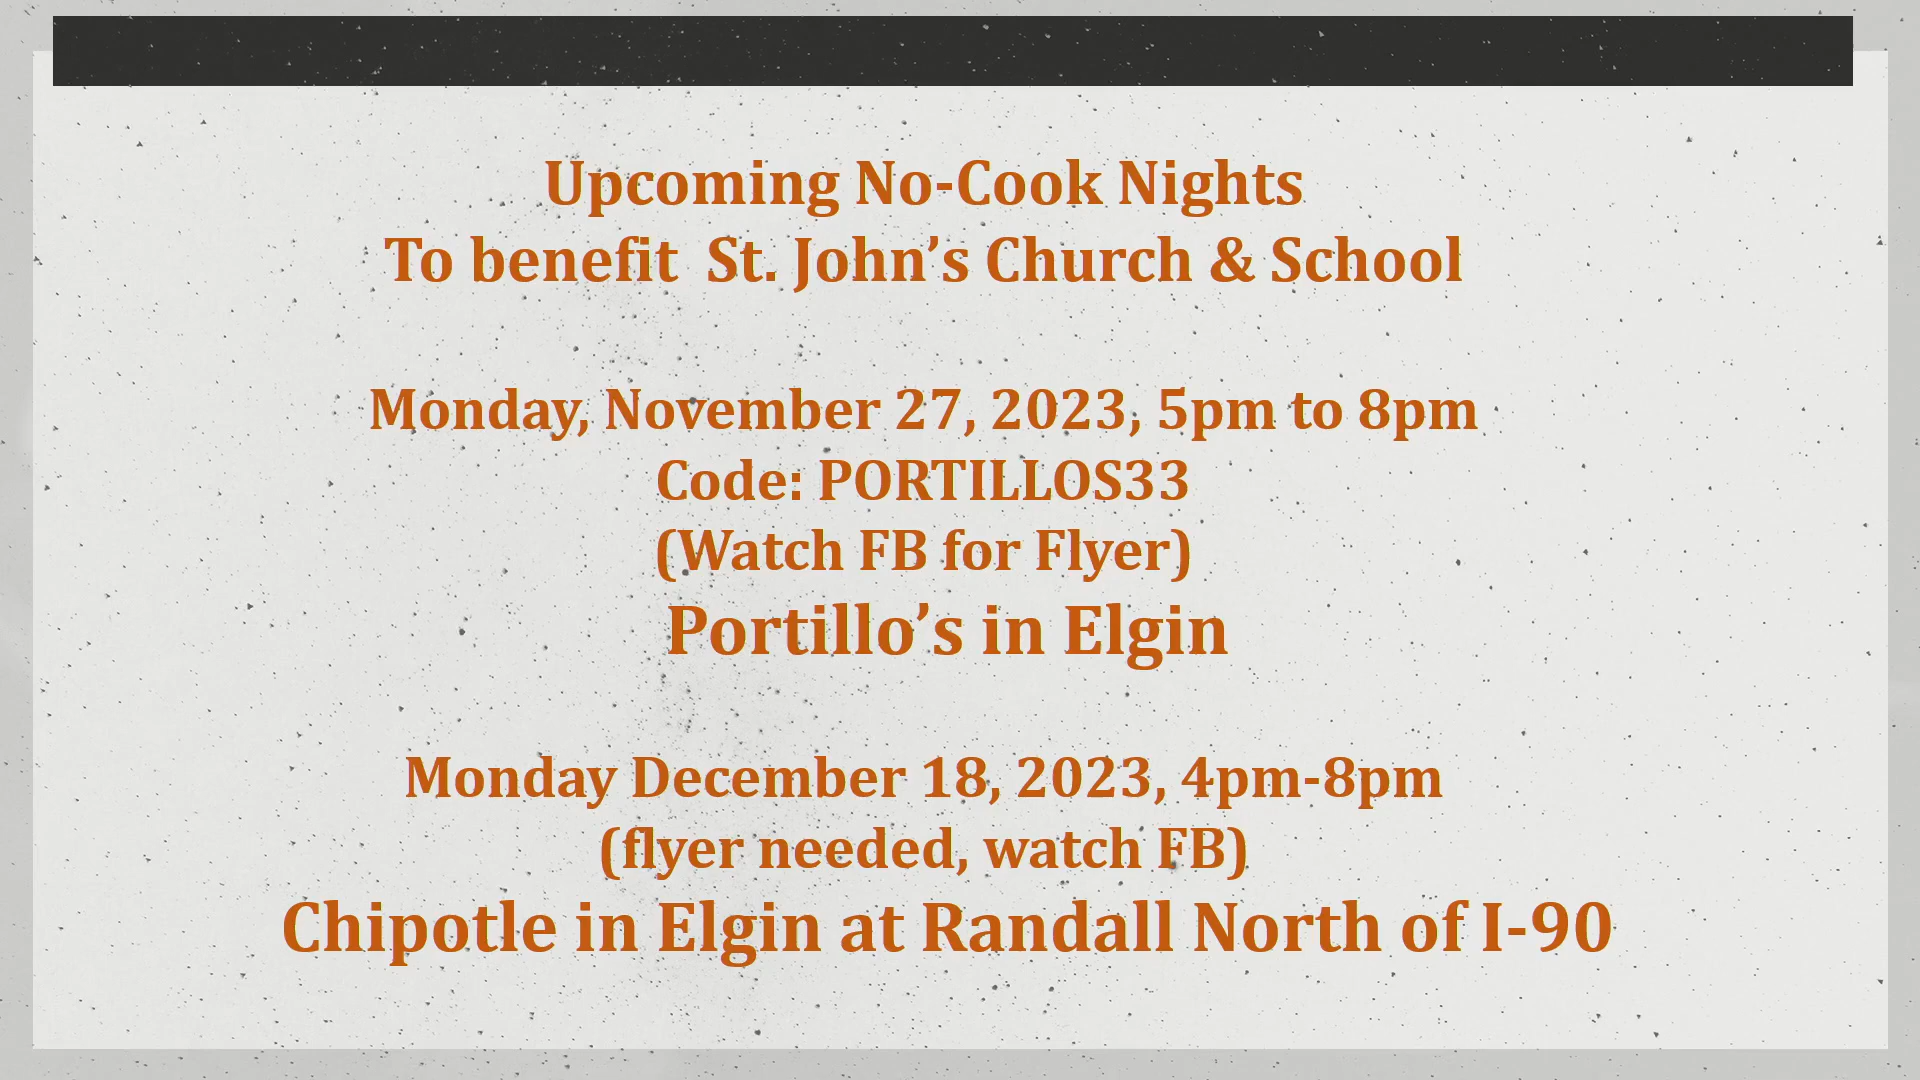 Upcoming No-Cook Nights
To benefit  St. John’s Church & School
Monday, November 27, 2023, 5pm to 8pm
Code: PORTILLOS33
(Watch FB for Flyer)
Portillo’s in Elgin
Monday December 18, 2023, 4pm-8pm
(flyer needed, watch FB)
Chipotle in Elgin at Randall North of I-90